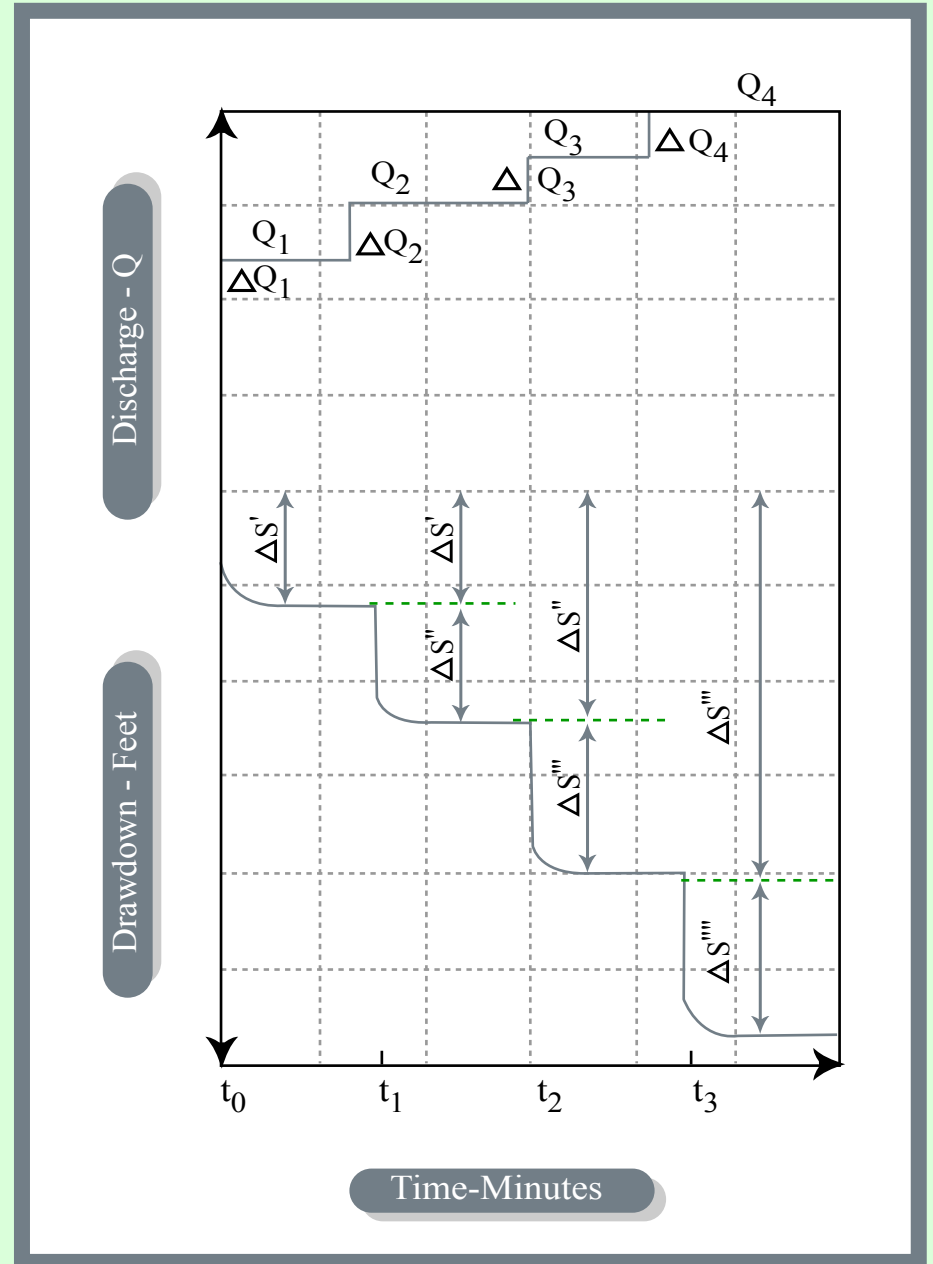 Q₄
Q₃
ΔQ₄
Q₂
Δ Q₃
Q₁
ΔQ₂
ΔQ₁
Discharge - Q
ΔS'
ΔS'
ΔS''
ΔS''
ΔS'''
ΔS'''
ΔS''''
Drawdown - Feet
t₀ t₁ t₂ t₃
Time-Minutes